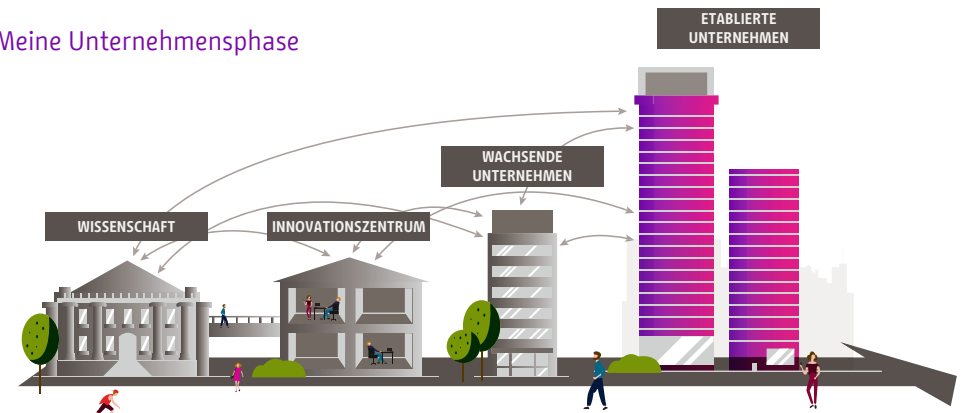 Meine Unternehmensphase
ETABLIERTE
UNTERNEHMEN
WACHSENDE
UNTERNEHMEN
WISSENSCHAFT
INNOVATIONSZENTRUM